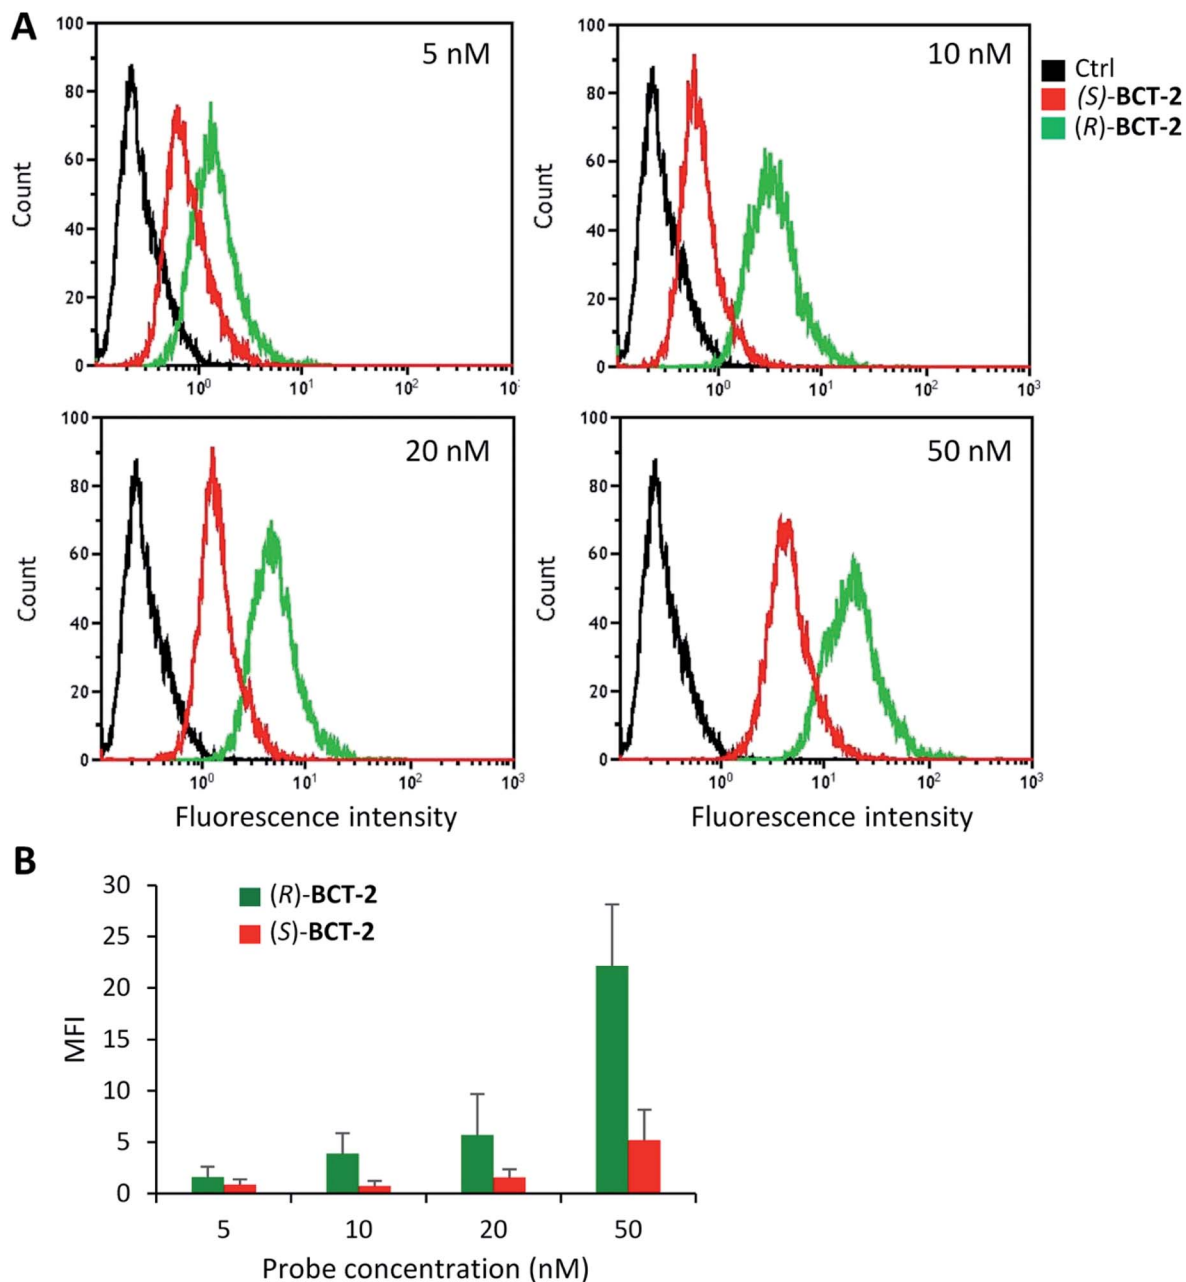 A
5 nM
100
80
60
40
20
0
Count
10⁰ 10¹ 10² 10
10 nM
100
80
60
40
20
0
Count
10⁰ 10¹ 10² 10³
Ctrl
(S)-BCT-2
(R)-BCT-2
20 nM
100
80
60
40
20
0
Count
10⁰ 10¹ 10² 10³
Fluorescence intensity
50 nM
100
80
60
40
20
0
Count
10⁰ 10¹ 10² 10³
Fluorescence intensity
B
(R)-BCT-2
(S)-BCT-2
30
25
20
15
10
5
0
MFI
5 10 20 50
Probe concentration (nM)